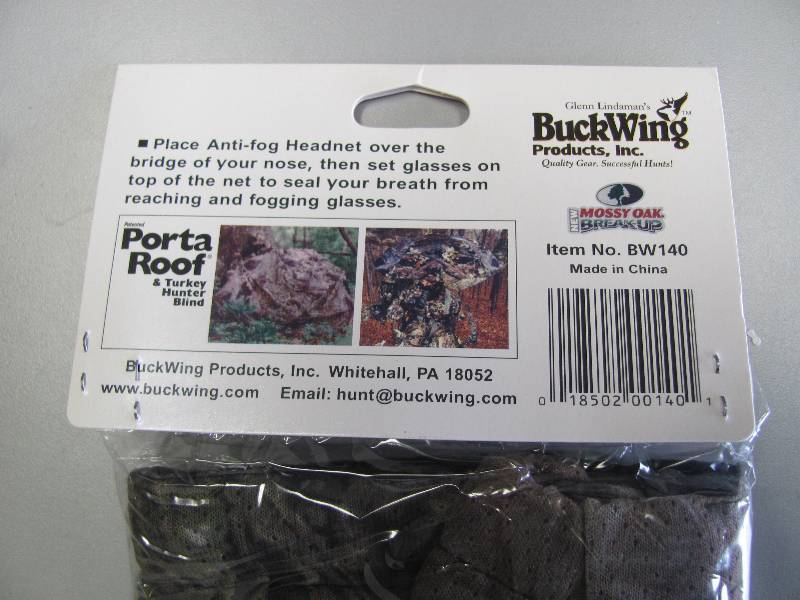 ■ Place Anti-fog Headnet over the
bridge of your nose, then set glasses on
top of the net to seal your breath from
reaching and fogging glasses.
Patented
Porta
Roof®
& Turkey
Hunter
Blind
BuckWing Products, Inc. Whitehall, PA 18052
www.buckwing.com Email: hunt@buckwing.com
Glenn Lindaman's
BuckWing™
Products, Inc.
Quality Gear. Successful Hunts!
NEW
MOSSY OAK
BREAK-UP
Item No. BW140
Made in China
0 18502 00140 1